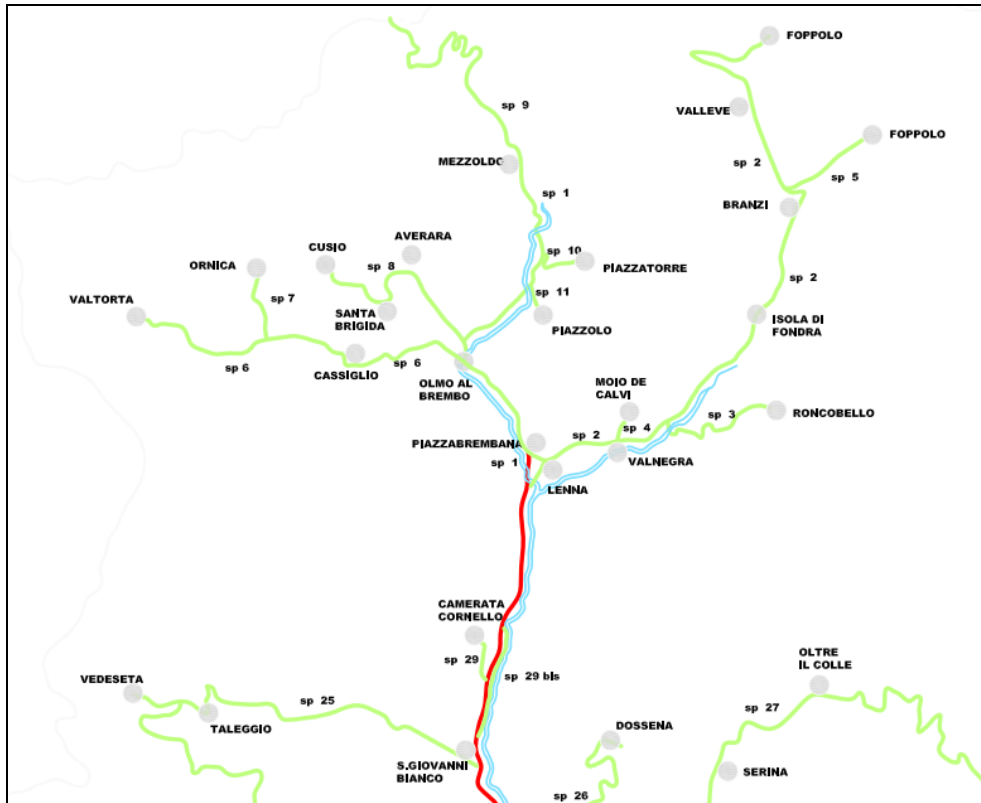 FOPPOLO
sp 9
VALLEVE
FOPPOLO
MEZZOLDO
sp 2
sp 5
sp 1
BRANZI
AVERARA
CUSIO
sp 10
ORNICA
sp 8
PIAZZATORRE
sp 2
VALTORTA
sp 7
sp 11
SANTA
BRIGIDA
PIAZZOLO
ISOLA DI
FONDRA
sp 6
CASSIGLIO
sp 6
OLMO AL
BREMBO
MOIO DE
CALVI
sp 3
RONCOBELLO
PIAZZABREMBANA
sp 2
sp 4
sp 1
VALNEGRA
LENNA
CAMERATA
CORNELLO
OLTRE
IL COLLE
sp 29
sp 29 bis
VEDESETA
sp 25
sp 27
TALEGGIO
DOSSENA
S.GIOVANNI
BIANCO
SERINA
sp 26